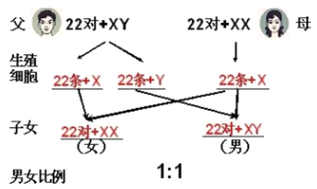 父 22对+XY 22对+XX 母
生殖
细胞 22条+X 22条+Y 22条+X
子女 22对+XX 22对+XY
(女) (男)
男女比例 1:1